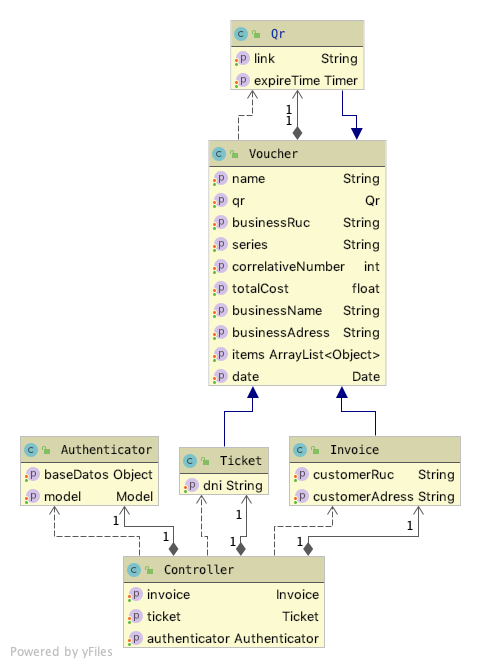 Qr
link String
expireTime Timer
1
1
Voucher
name String
qr Qr
businessRuc String
series String
correlativeNumber int
totalCost float
businessName String
businessAdress String
items ArrayList<Object>
date Date
Authenticator
baseDatos Object
model Model
Ticket
dni String
Invoice
customerRuc String
customerAdress String
1 1 1
1 1 1
Controller
invoice Invoice
ticket Ticket
authenticator Authenticator
Powered by yFiles